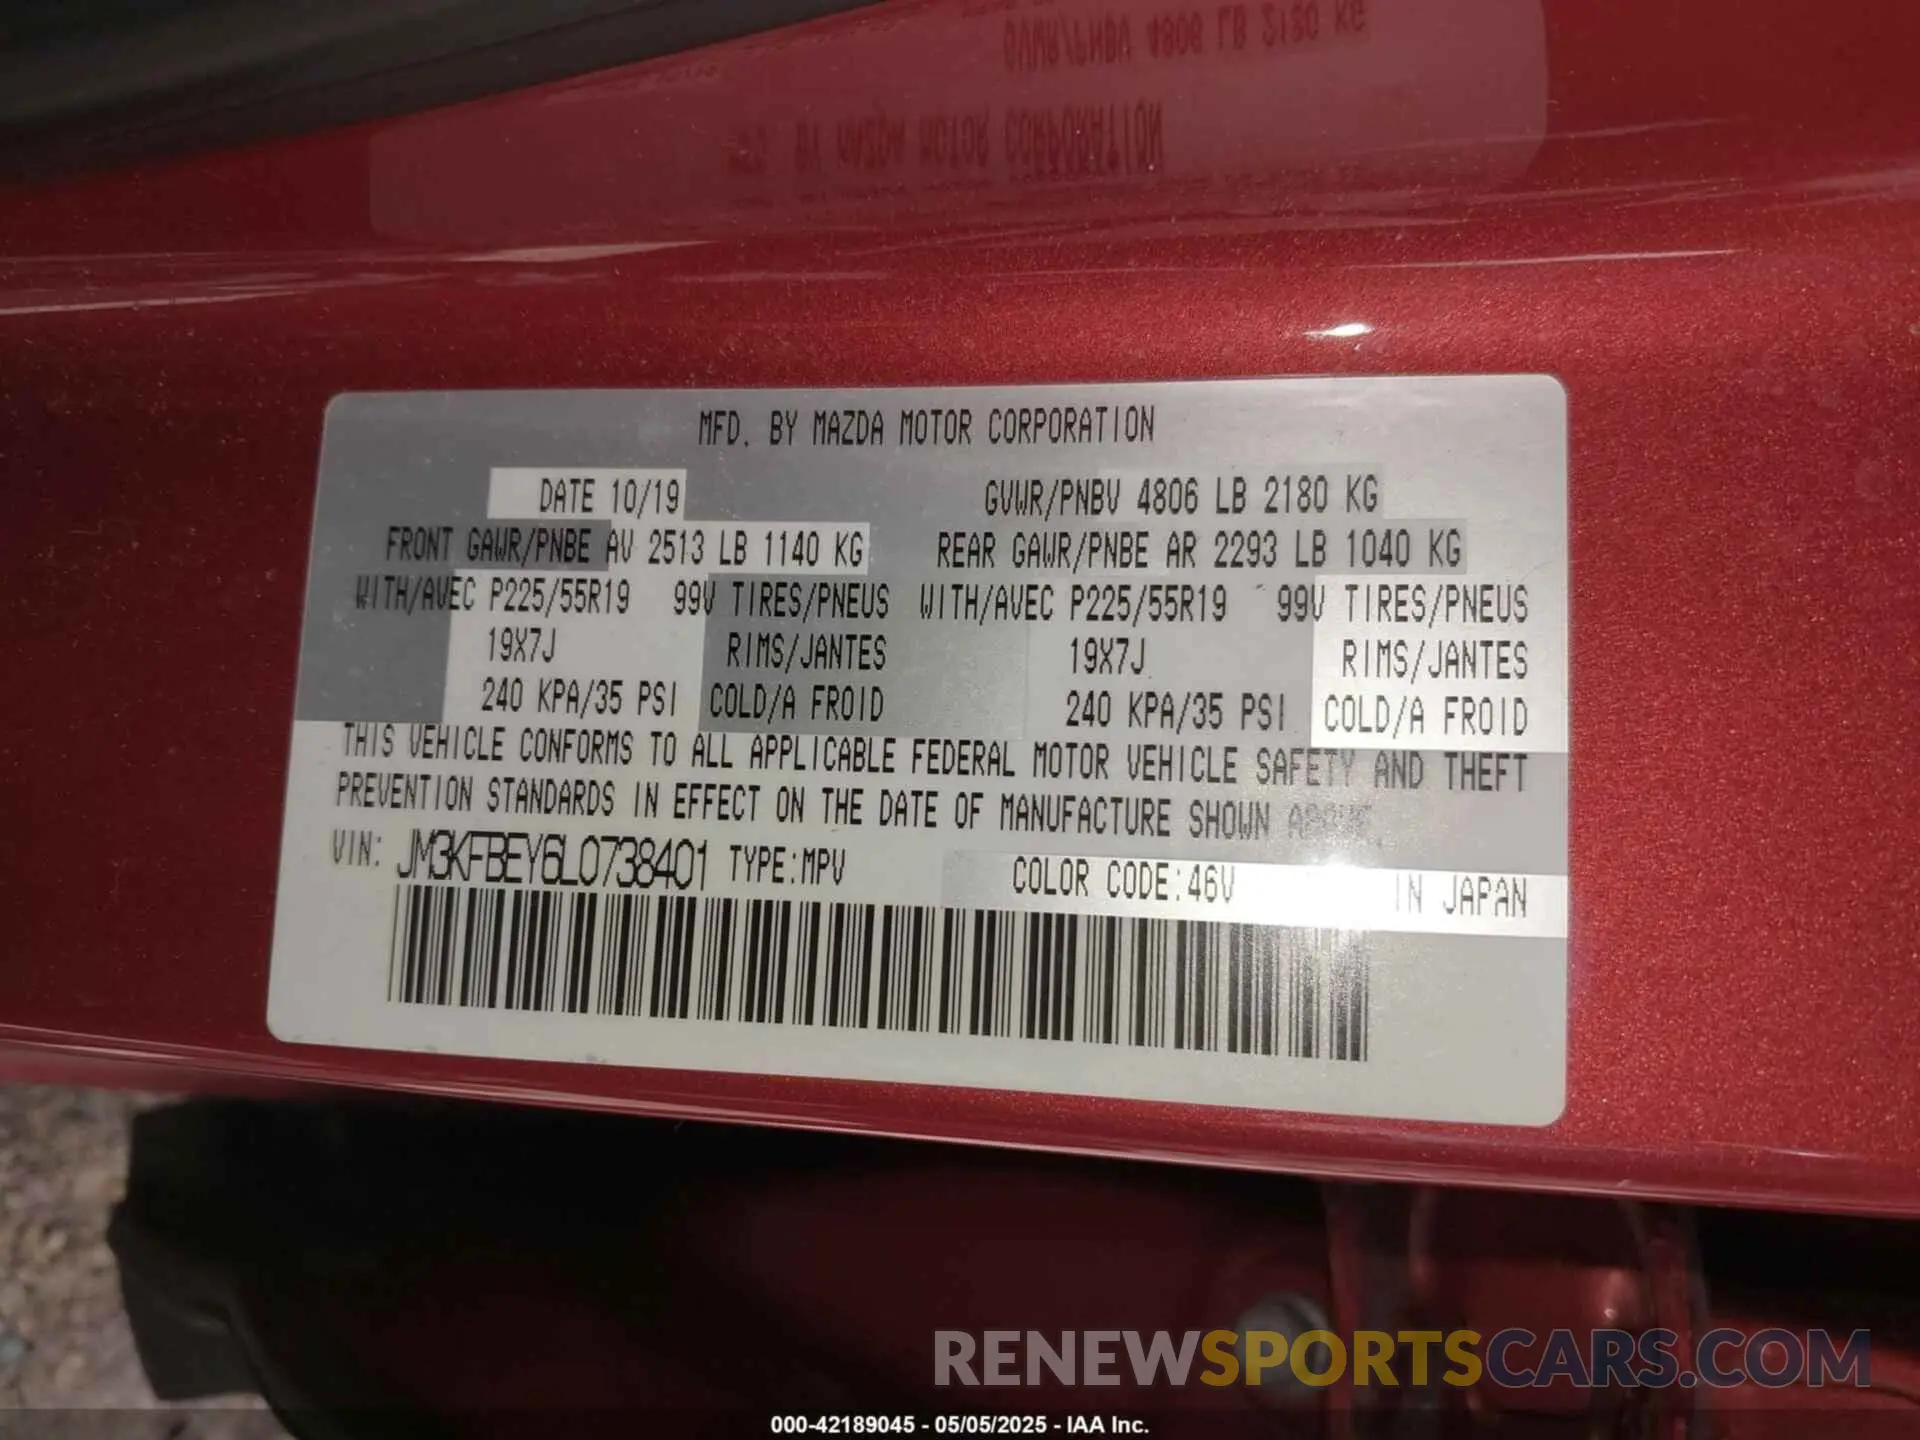 MFD. BY MAZDA MOTOR CORPORATION
DATE 10/19 GVWR/PNBV 4806 LB 2180 KG
FRONT GAWR/PNBE AV 2513 LB 1140 KG REAR GAWR/PNBE AR 2293 LB 1040 KG
WITH/AVEC P225/55R19 99V TIRES/PNEUS WITH/AVEC P225/55R19 99V TIRES/PNEUS
19X7J RIMS/JANTES 19X7J RIMS/JANTES
240 KPA/35 PSI COLD/A FROID 240 KPA/35 PSI COLD/A FROID
THIS VEHICLE CONFORMS TO ALL APPLICABLE FEDERAL MOTOR VEHICLE SAFETY AND THEFT
PREVENTION STANDARDS IN EFFECT ON THE DATE OF MANUFACTURE SHOWN ABOVE.
VIN: JM3KFBEY6L0738401 TYPE:MPV COLOR CODE:46V IN JAPAN
RENEWSPORTSCARS.COM
000-42189045 - 05/05/2025 - IAA Inc.